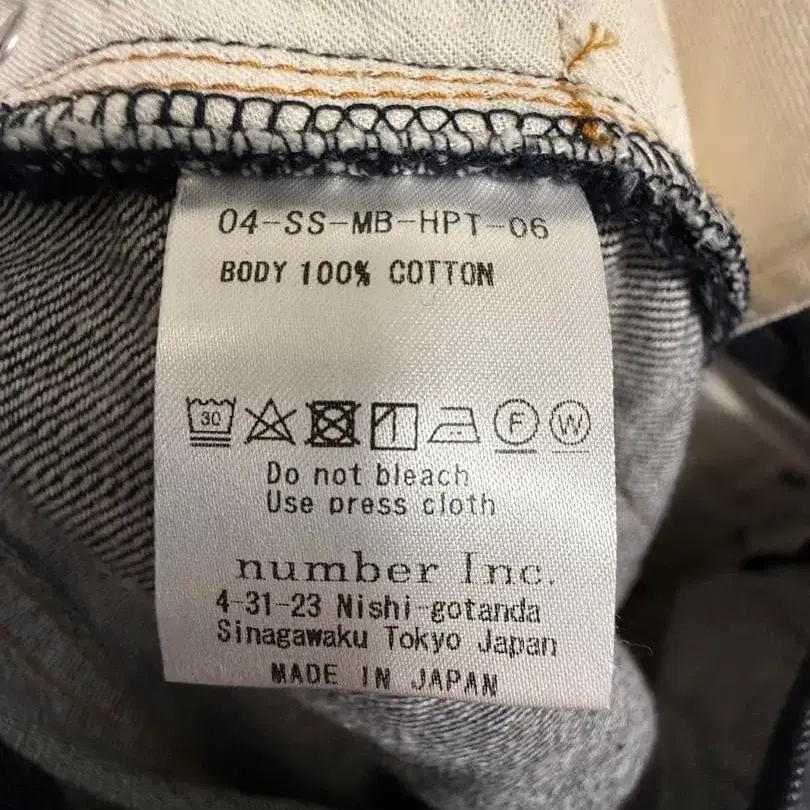 04-SS-MB-HPT-06
BODY 100% COTTON
30 F W
Do not bleach
Use press cloth
number Inc.
4-31-23 Nishi-gotanda
Sinagawaku Tokyo Japan
MADE IN JAPAN